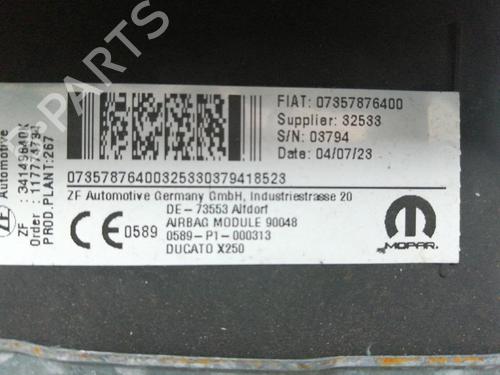 FIAT: 07357876400
Supplier: 32533
S/N: 03794
Date: 04/07/23
07357876400325330379418523
ZF Automotive Germany GmbH, Industriestrasse 20
DE-73553 Alfdorf
AIRBAG MODULE 90048
0589-P1-000313
DUCATO X250
CE 0589
MOPAR
ZF Automotive
ZF
Order
PROD.PLANT:267
PARTS